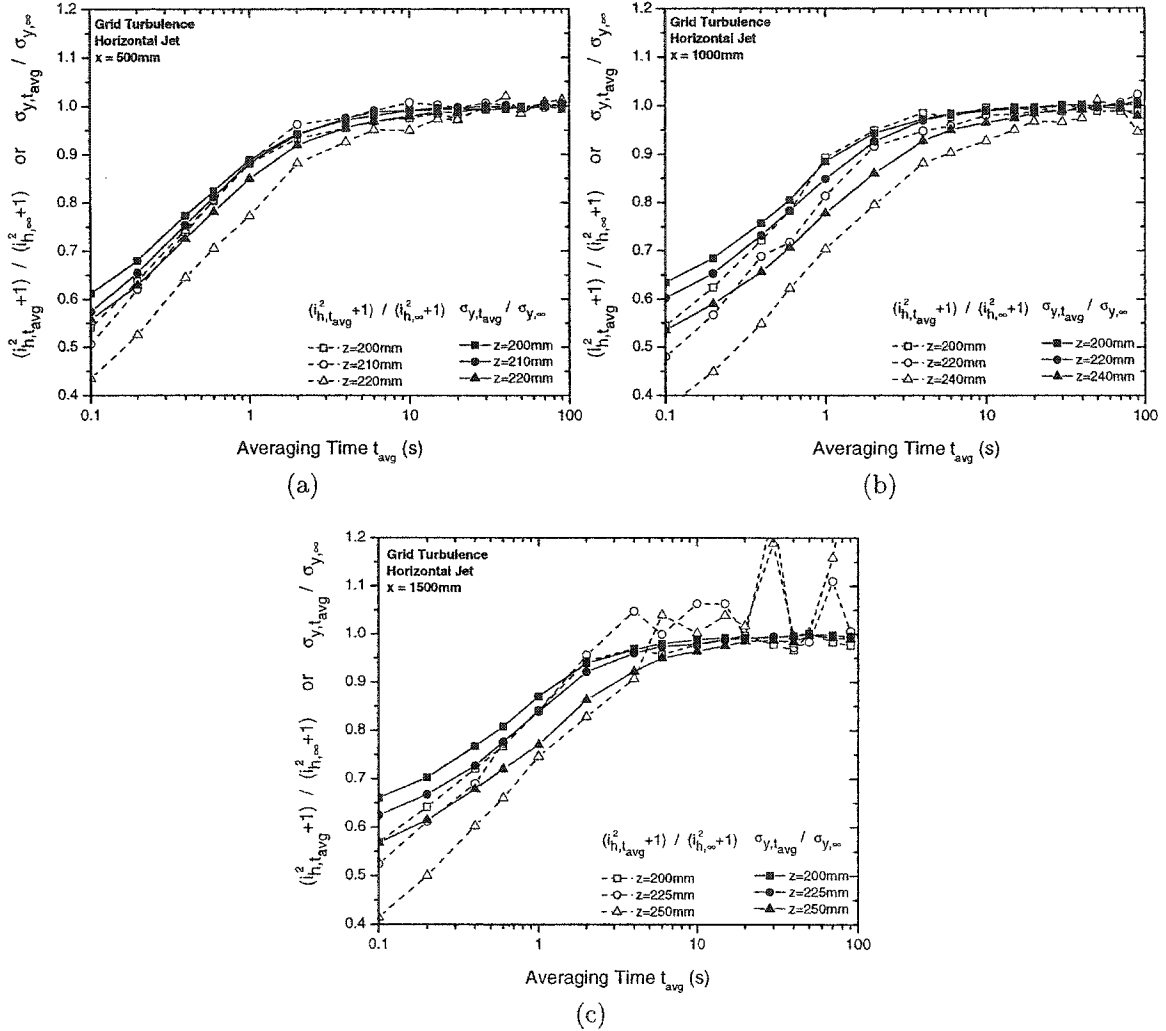 Grid Turbulence
Horizontal Jet
x = 500mm
(i²h,tavg+1) / (i²h,∞+1) or σy,tavg / σy,∞
1.2
1.1
1.0
0.9
0.8
0.7
0.6
0.5
0.4
(i²h,tavg+1) / (i²h,∞+1) σy,tavg / σy,∞
z=200mm z=200mm
z=210mm z=210mm
z=220mm z=220mm
0.1 1 10 100
Averaging Time tavg (s)
(a)
Grid Turbulence
Horizontal Jet
x = 1000mm
(i²h,tavg+1) / (i²h,∞+1) or σy,tavg / σy,∞
1.2
1.1
1.0
0.9
0.8
0.7
0.6
0.5
0.4
(i²h,tavg+1) / (i²h,∞+1) σy,tavg / σy,∞
z=200mm z=200mm
z=220mm z=220mm
z=240mm z=240mm
0.1 1 10 100
Averaging Time tavg (s)
(b)
Grid Turbulence
Horizontal Jet
x = 1500mm
(i²h,tavg+1) / (i²h,∞+1) or σy,tavg / σy,∞
1.2
1.1
1.0
0.9
0.8
0.7
0.6
0.5
0.4
(i²h,tavg+1) / (i²h,∞+1) σy,tavg / σy,∞
z=200mm z=200mm
z=225mm z=225mm
z=250mm z=250mm
0.1 1 10 100
Averaging Time tavg (s)
(c)